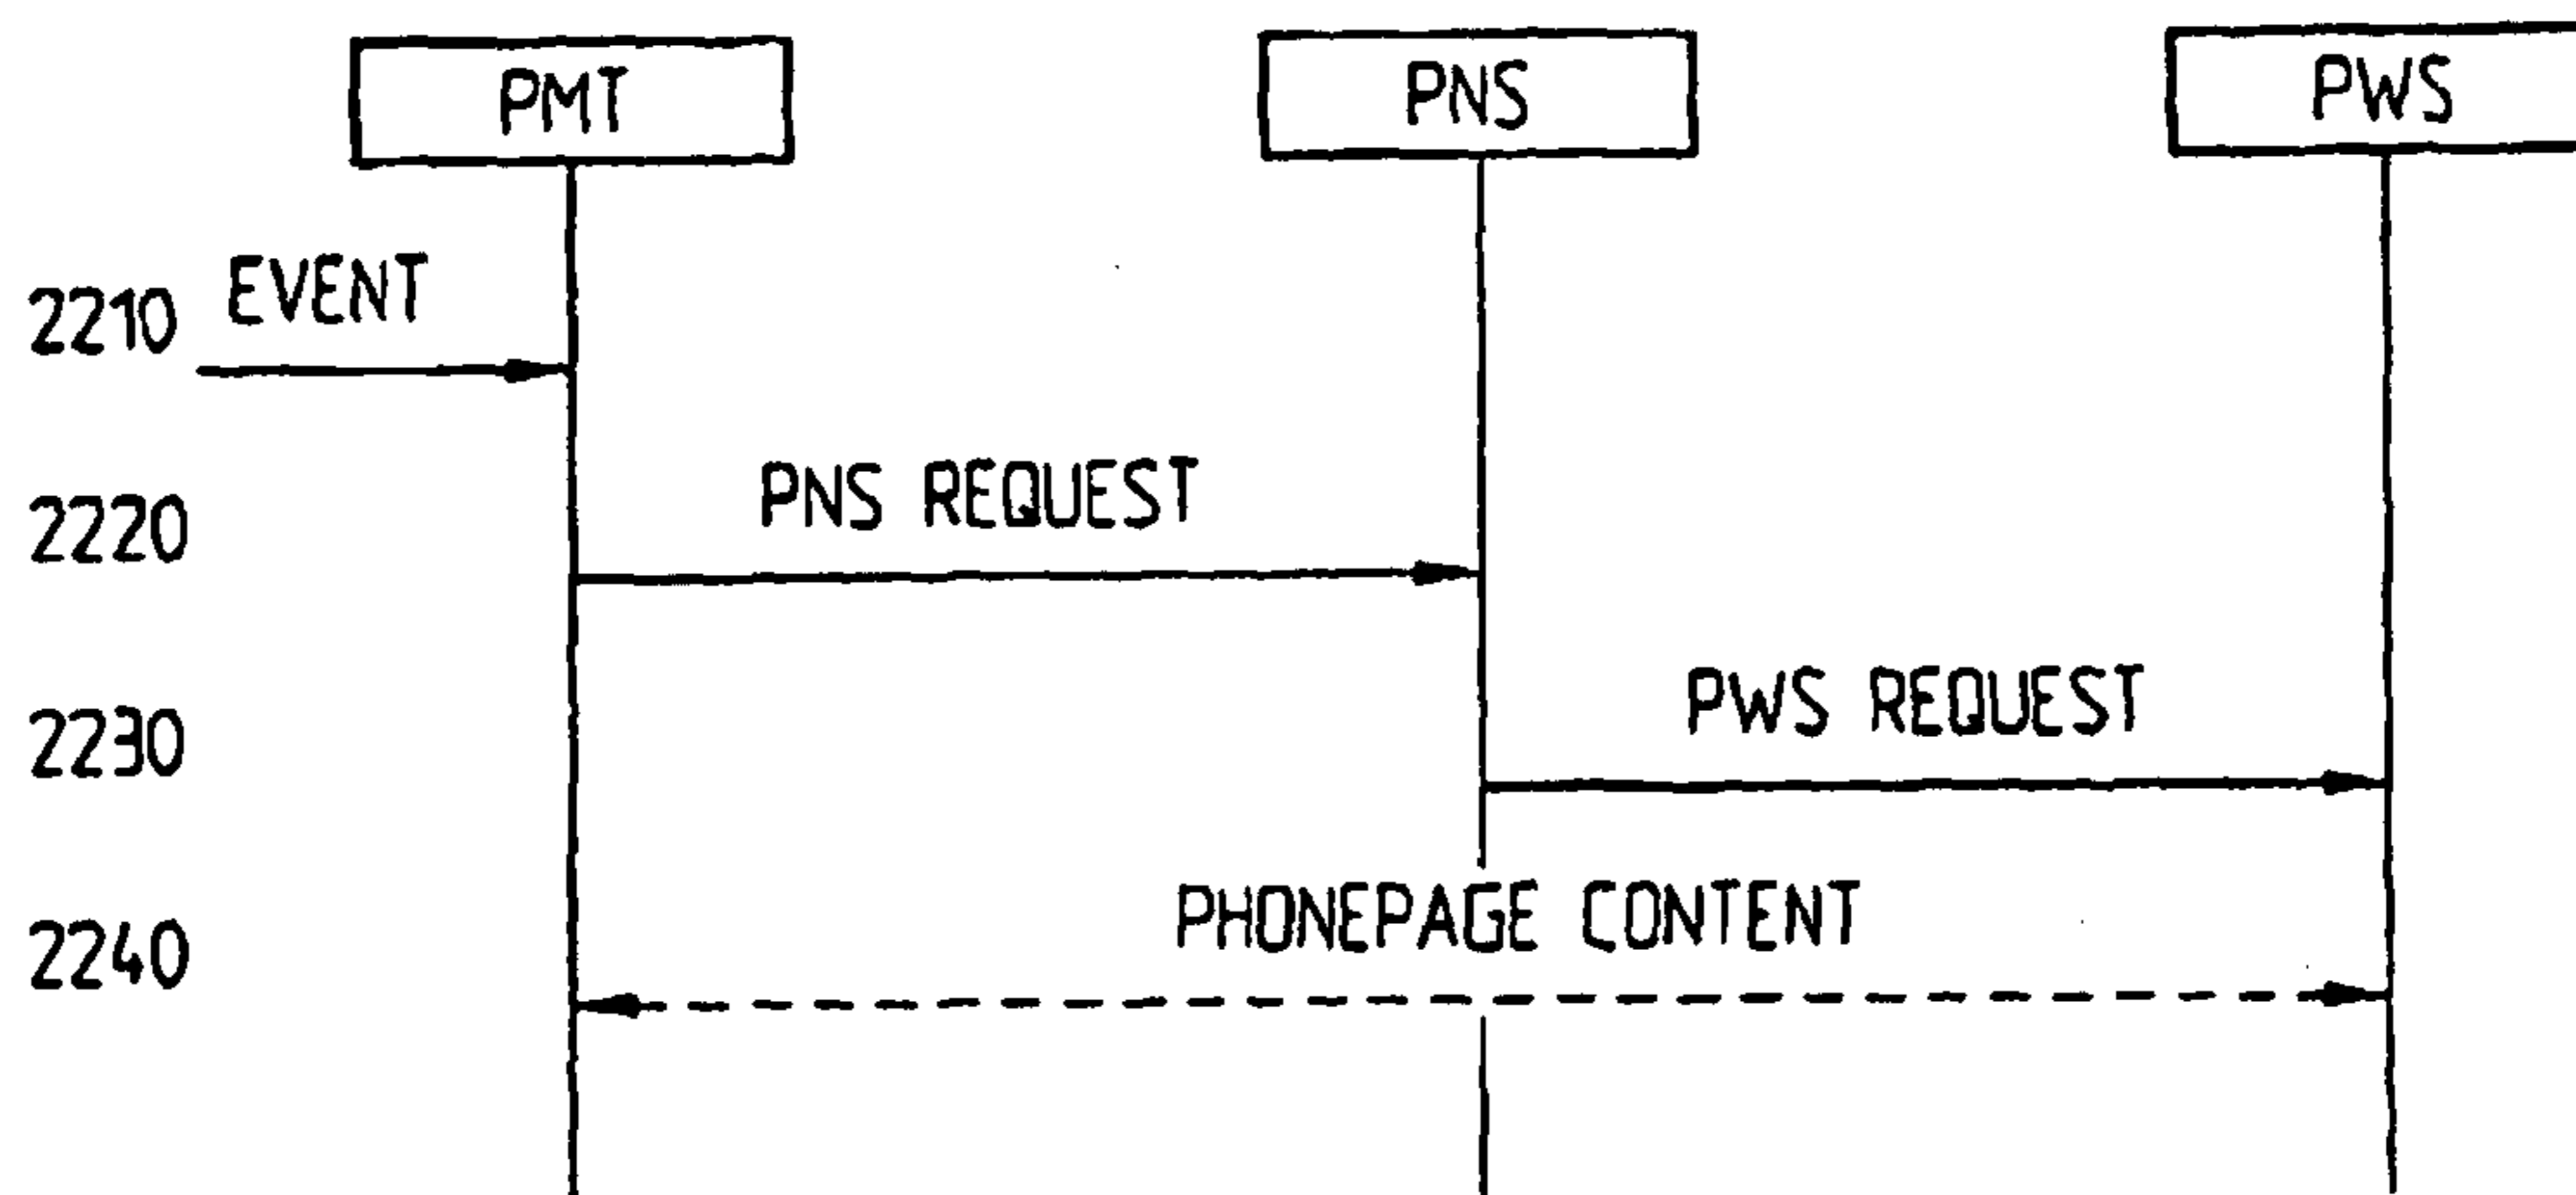 PMT
PNS
PWS
2210 EVENT
2220 PNS REQUEST
2230 PWS REQUEST
2240 PHONEPAGE CONTENT